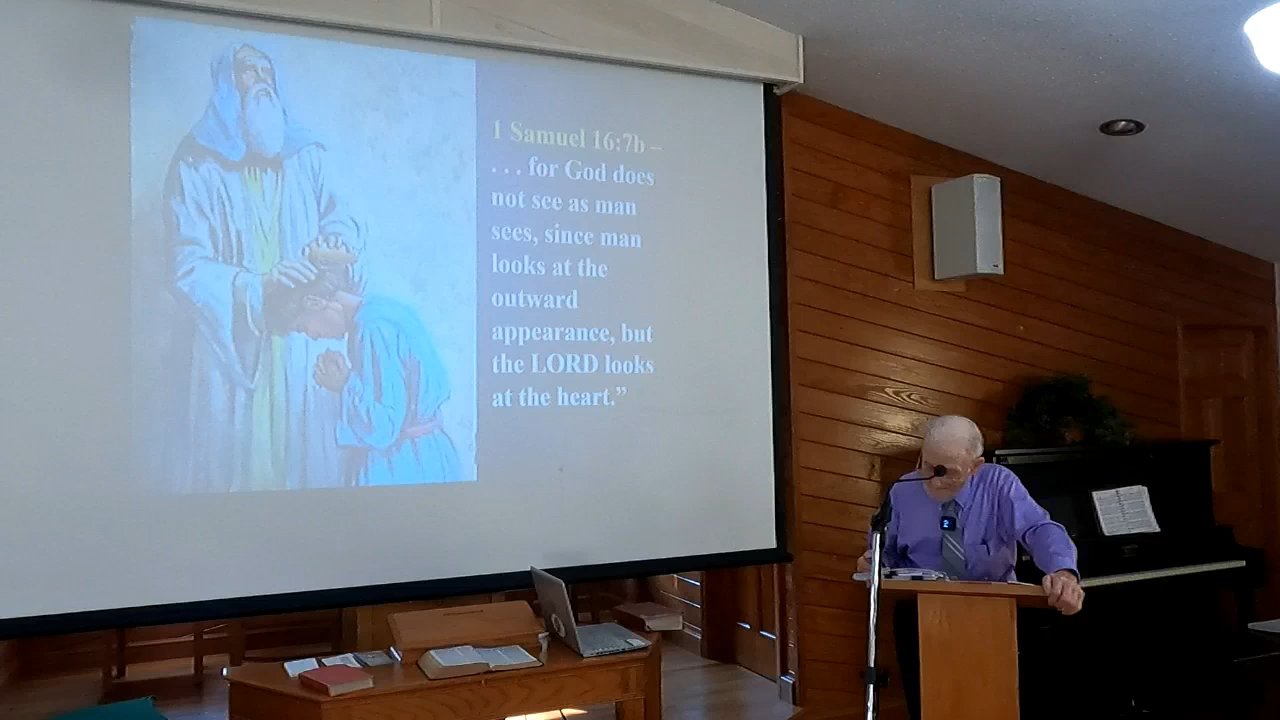 1 Samuel 16:7b –
. . . for God does
not see as man
sees, since man
looks at the
outward
appearance, but
the LORD looks
at the heart.”
2